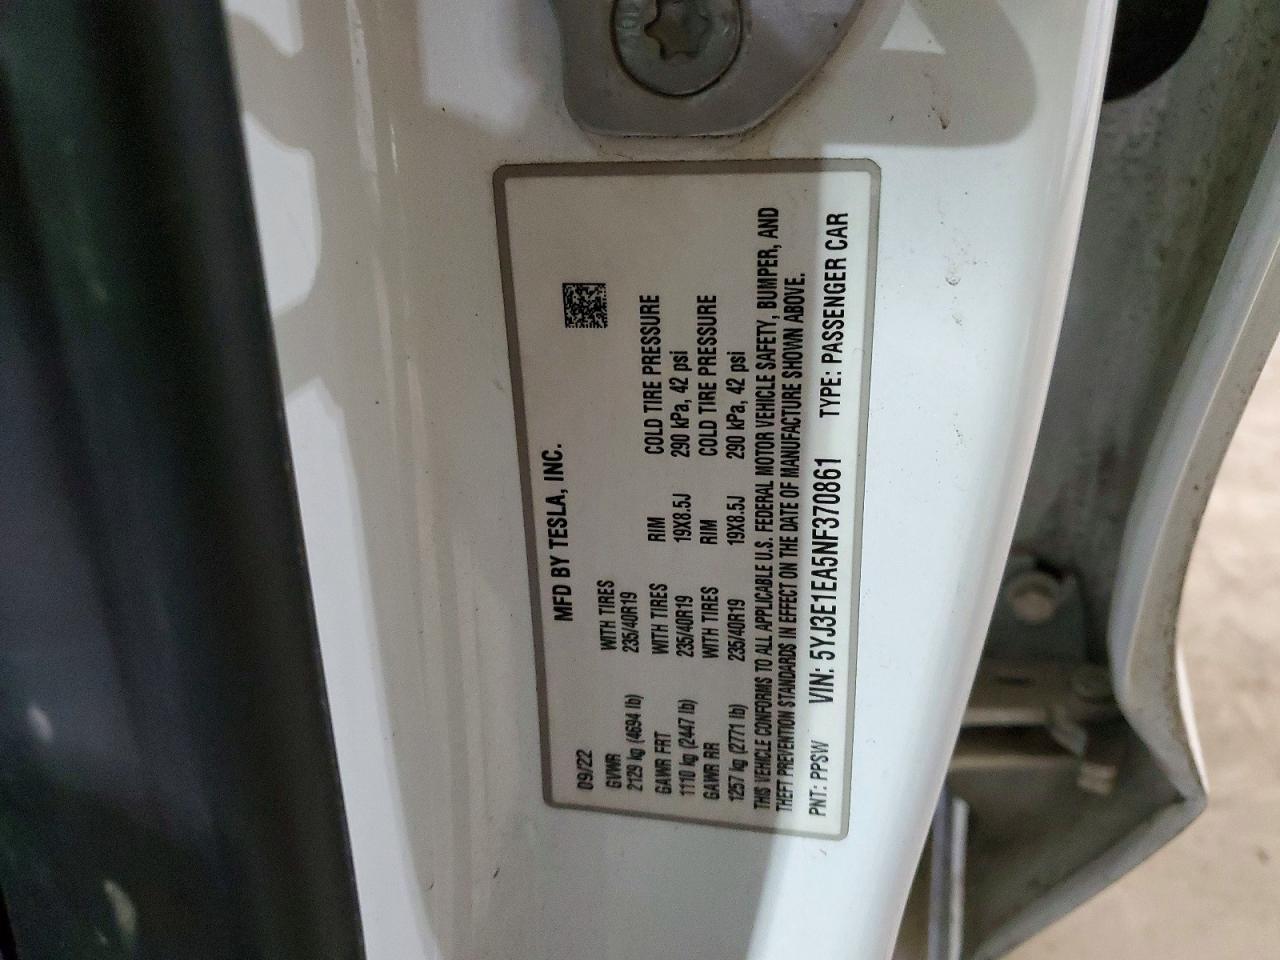 MFD BY TESLA, INC.
09/22
GVWR WITH TIRES
2129 kg (4694 lb) 235/40R19
GAWR FRT WITH TIRES RIM COLD TIRE PRESSURE
1110 kg (2447 lb) 235/40R19 19X8.5J 290 kPa, 42 psi
GAWR RR WITH TIRES RIM COLD TIRE PRESSURE
1257 kg (2771 lb) 235/40R19 19X8.5J 290 kPa, 42 psi
THIS VEHICLE CONFORMS TO ALL APPLICABLE U.S. FEDERAL MOTOR VEHICLE SAFETY, BUMPER, AND
THEFT PREVENTION STANDARDS IN EFFECT ON THE DATE OF MANUFACTURE SHOWN ABOVE.
PNT: PPSW VIN: 5YJ3E1EA5NF370861 TYPE: PASSENGER CAR